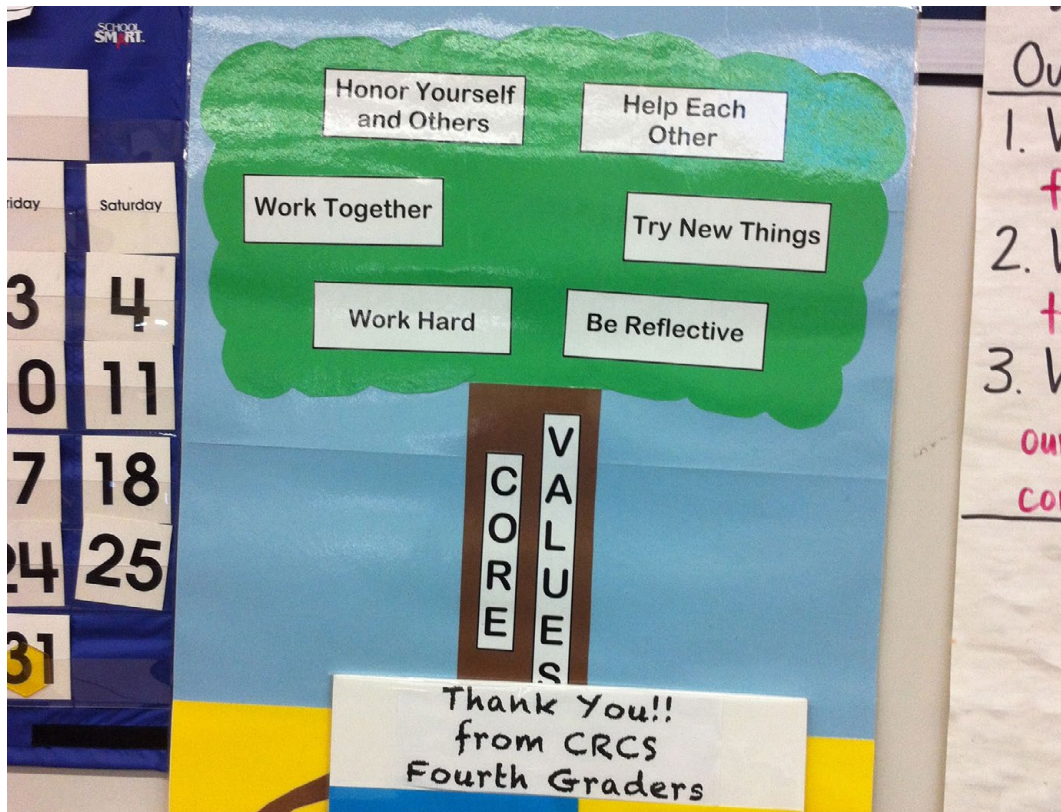 SCHOOL
SMART
Saturday
3
4
11
7
18
24
25
31
Honor Yourself
and Others
Help Each
Other
Work Together
Try New Things
Work Hard
Be Reflective
CORE
VALUES
Thank You!!
from CRCS
Fourth Graders
1.
2.
3.